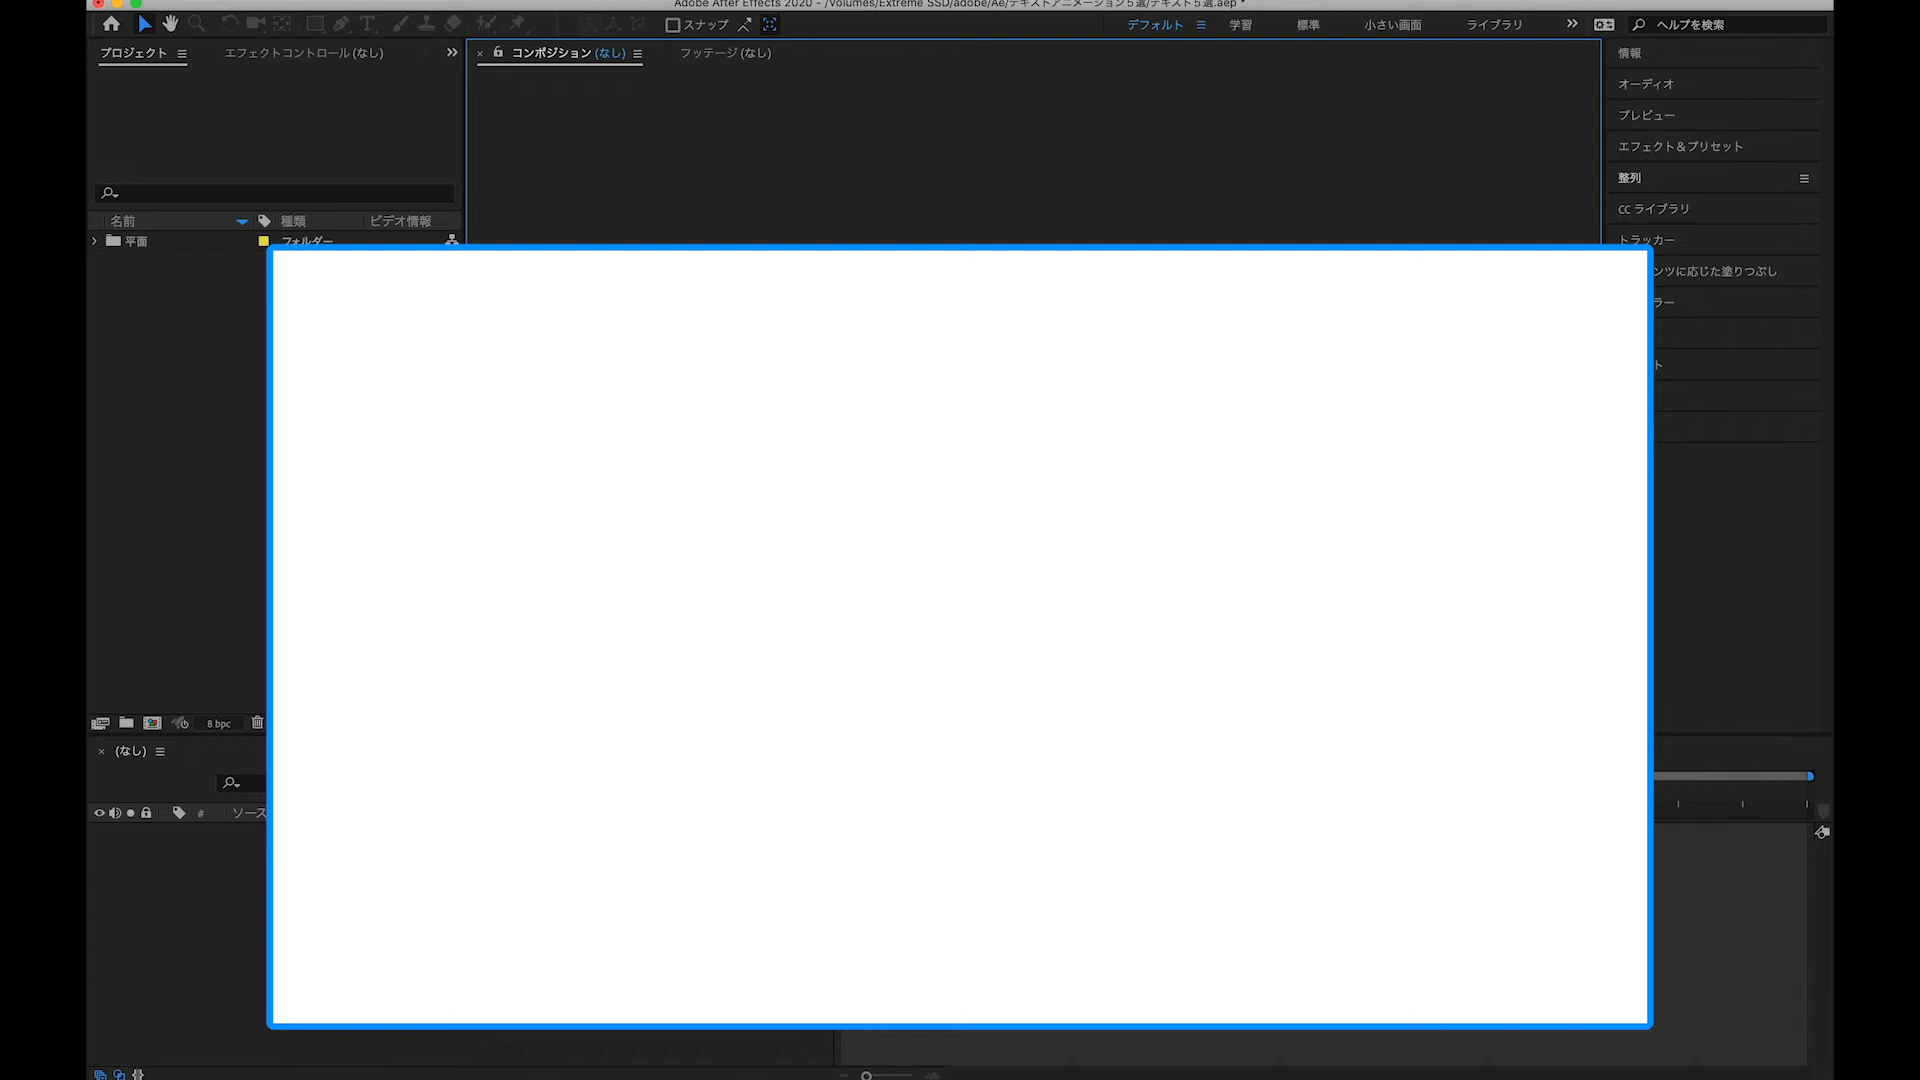 Adobe After Effects 2020 - /Volumes/Extreme SSD/adobe/Ae/テキストアニメーション５選/テキスト５選.aep *
スナップ
デフォルト
学習
標準
小さい画面
ライブラリ
ヘルプを検索
プロジェクト
エフェクトコントロール (なし)
コンポジション (なし)
フッテージ (なし)
情報
オーディオ
プレビュー
エフェクト＆プリセット
整列
CC ライブラリ
トラッカー
ンツに応じた塗りつぶし
ラー
ト
名前
種類
ビデオ情報
平面
フォルダー
8 bpc
(なし)
#
ソース